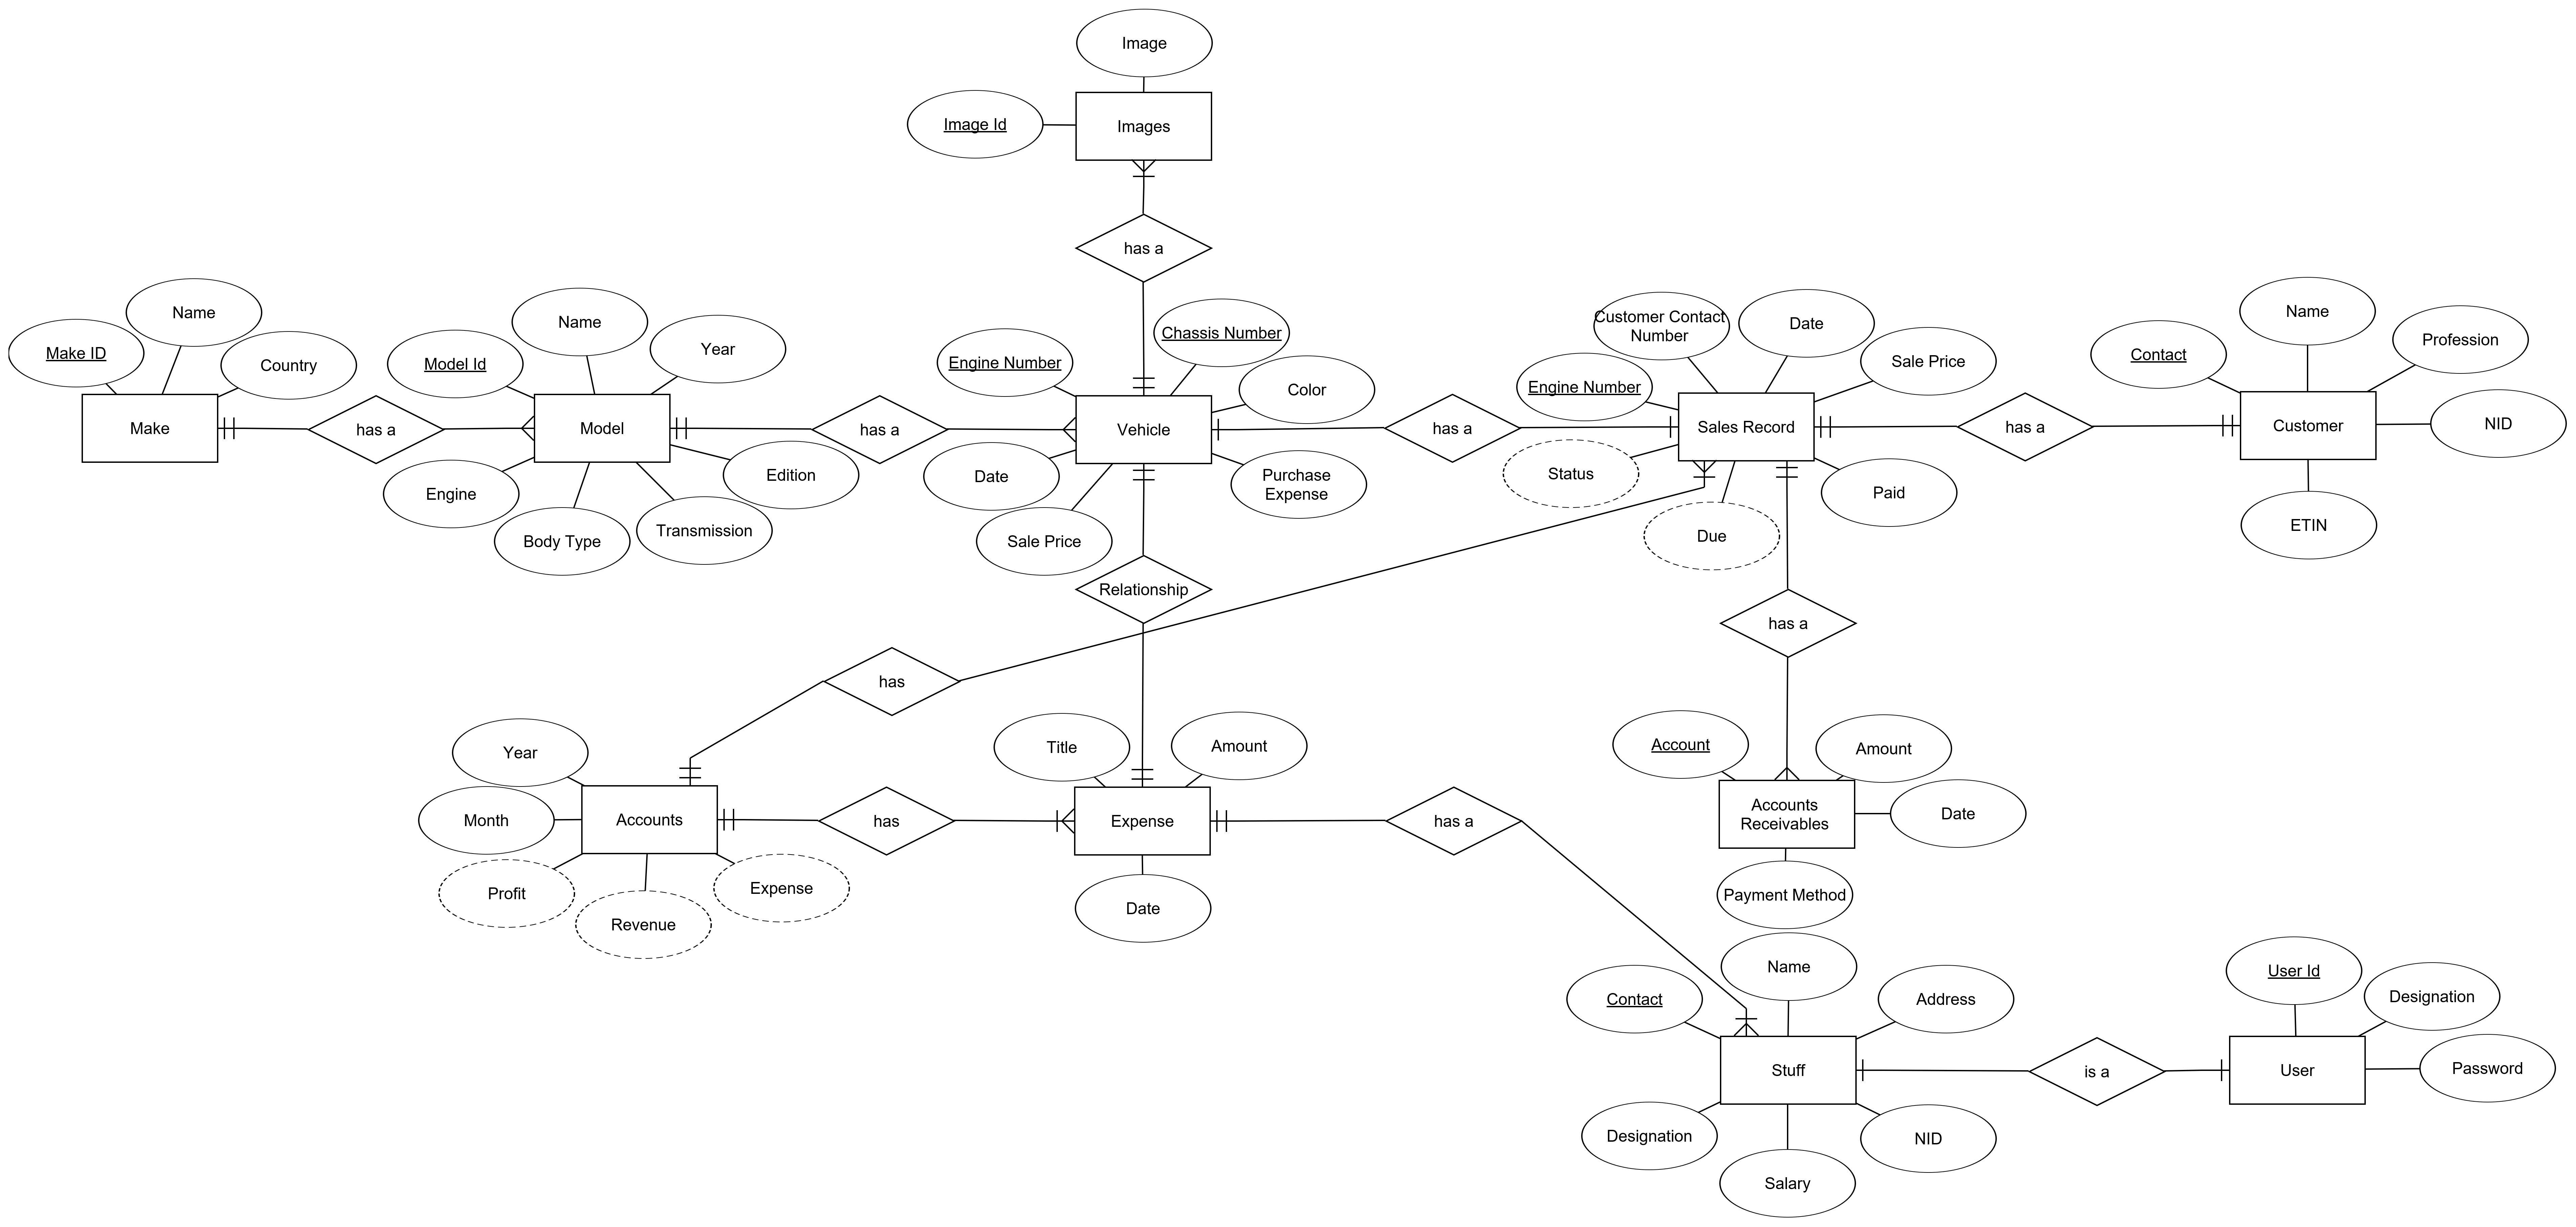 Image
Image Id
Images
has a
Make ID
Name
Country
Make
has a
Model Id
Name
Year
Model
Engine
Body Type
Transmission
Edition
has a
Engine Number
Chassis Number
Color
Vehicle
Date
Sale Price
Purchase
Expense
has a
Customer Contact
Number
Date
Engine Number
Sale Price
Sales Record
Status
Due
Paid
has a
Contact
Name
Profession
Customer
NID
ETIN
Relationship
has a
has
Year
Month
Accounts
Profit
Revenue
Expense
has
Title
Amount
Expense
Date
has a
Account
Amount
Accounts
Receivables
Date
Payment Method
Name
Contact
Address
Stuff
Designation
Salary
NID
is a
User Id
Designation
User
Password